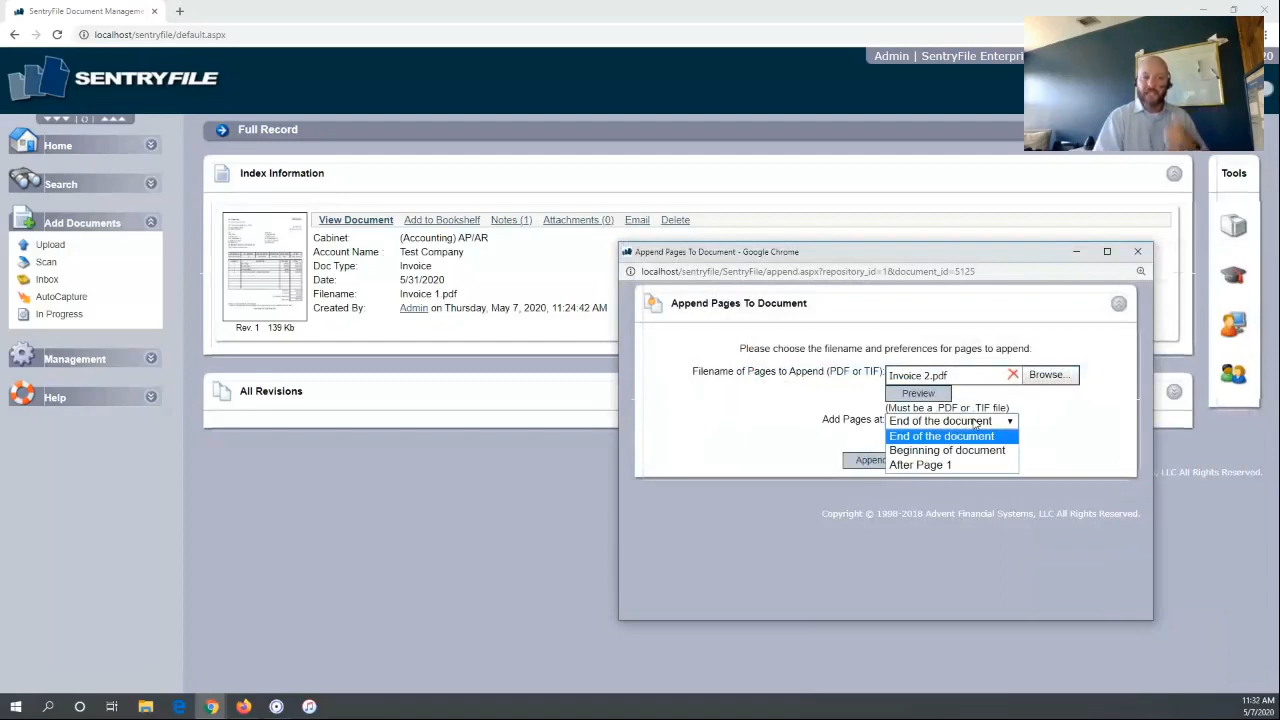 SentryFile Document Manageme
localhost/sentryfile/default.aspx
SENTRYFILE
Admin | SentryFile Enterpri
20
Home
Search
Add Documents
Upload
Scan
Inbox
AutoCapture
In Progress
Management
Help
Full Record
Index Information
View Document Add to Bookshelf Notes (1) Attachments (0) Email Delete
Cabinet (Accounting) AP/AR
Account Name : Test Company
Doc Type: Invoice
Date: 5/31/2020
Filename: Invoice 1.pdf
Created By: Admin on Thursday, May 7, 2020, 11:24:42 AM
Rev. 1 139 Kb
All Revisions
Tools
Append Pages To Document - Google Chrome
localhost/sentryfile/SentryFile/append.aspx?repository_id=1&document_id=5125
Append Pages To Document
Please choose the filename and preferences for pages to append.
Filename of Pages to Append (PDF or TIF): Invoice 2.pdf Browse...
Preview
(Must be a .PDF or .TIF file)
Add Pages at: End of the document
End of the document
Beginning of document
After Page 1
Append
Copyright © 1998-2018 Advent Financial Systems, LLC All Rights Reserved.
, LLC All Rights Reserved.
11:32 AM
5/7/2020